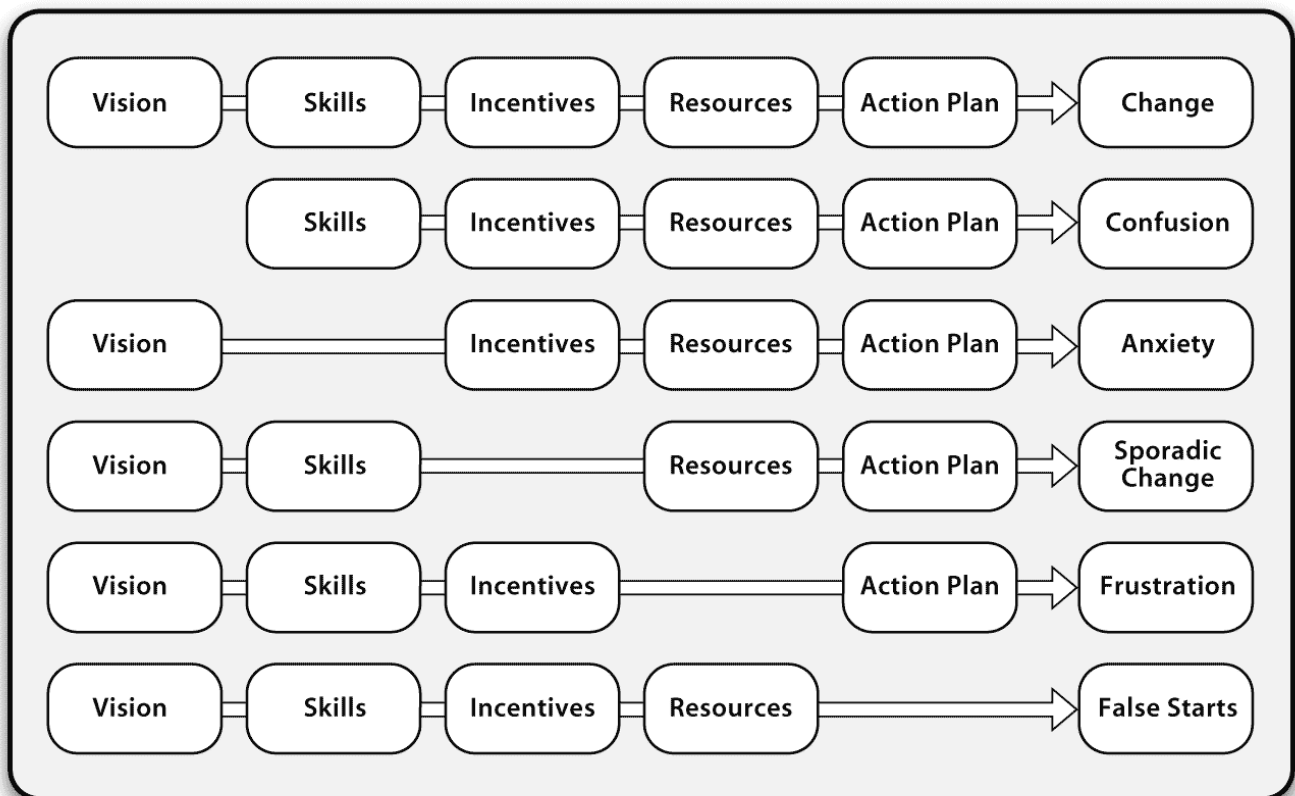 Vision Skills Incentives Resources Action Plan Change
Skills Incentives Resources Action Plan Confusion
Vision Incentives Resources Action Plan Anxiety
Vision Skills Resources Action Plan Sporadic
Change
Vision Skills Incentives Action Plan Frustration
Vision Skills Incentives Resources False Starts